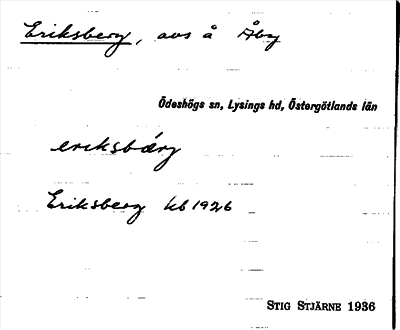 Eriksberg, avs å Åby
Ödeshögs sn, Lysings hd, Östergötlands län
eriksbärj
Eriksberg kb 1926
STIG STJÄRNE 1936